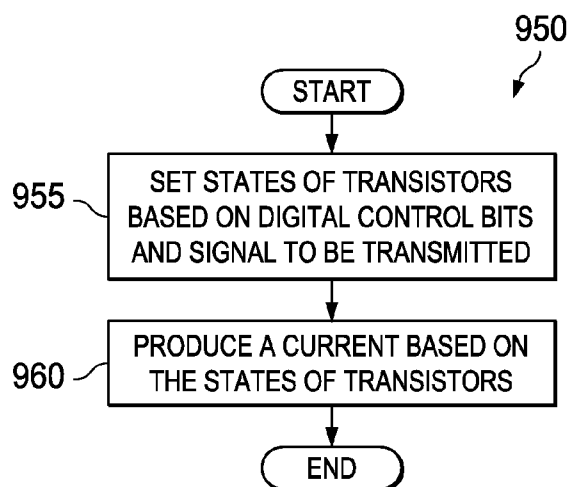 950
START
955
SET STATES OF TRANSISTORS
BASED ON DIGITAL CONTROL BITS
AND SIGNAL TO BE TRANSMITTED
960
PRODUCE A CURRENT BASED ON
THE STATES OF TRANSISTORS
END